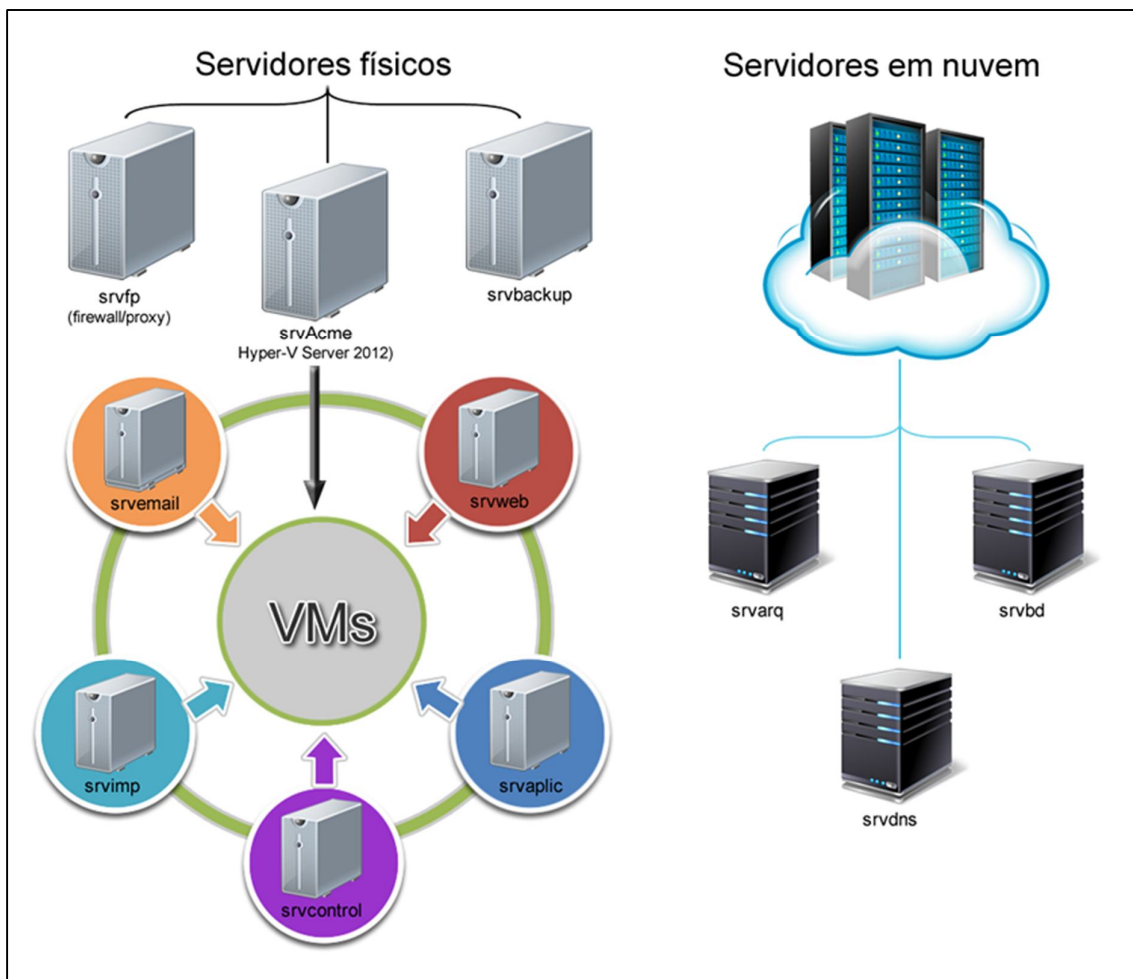 Servidores físicos
srvfp
(firewall/proxy)
srvAcme
Hyper-V Server 2012)
srvbackup
srvemail
srvweb
VMs
srvimp
srvaplic
srvcontrol
Servidores em nuvem
srvarq
srvbd
srvdns